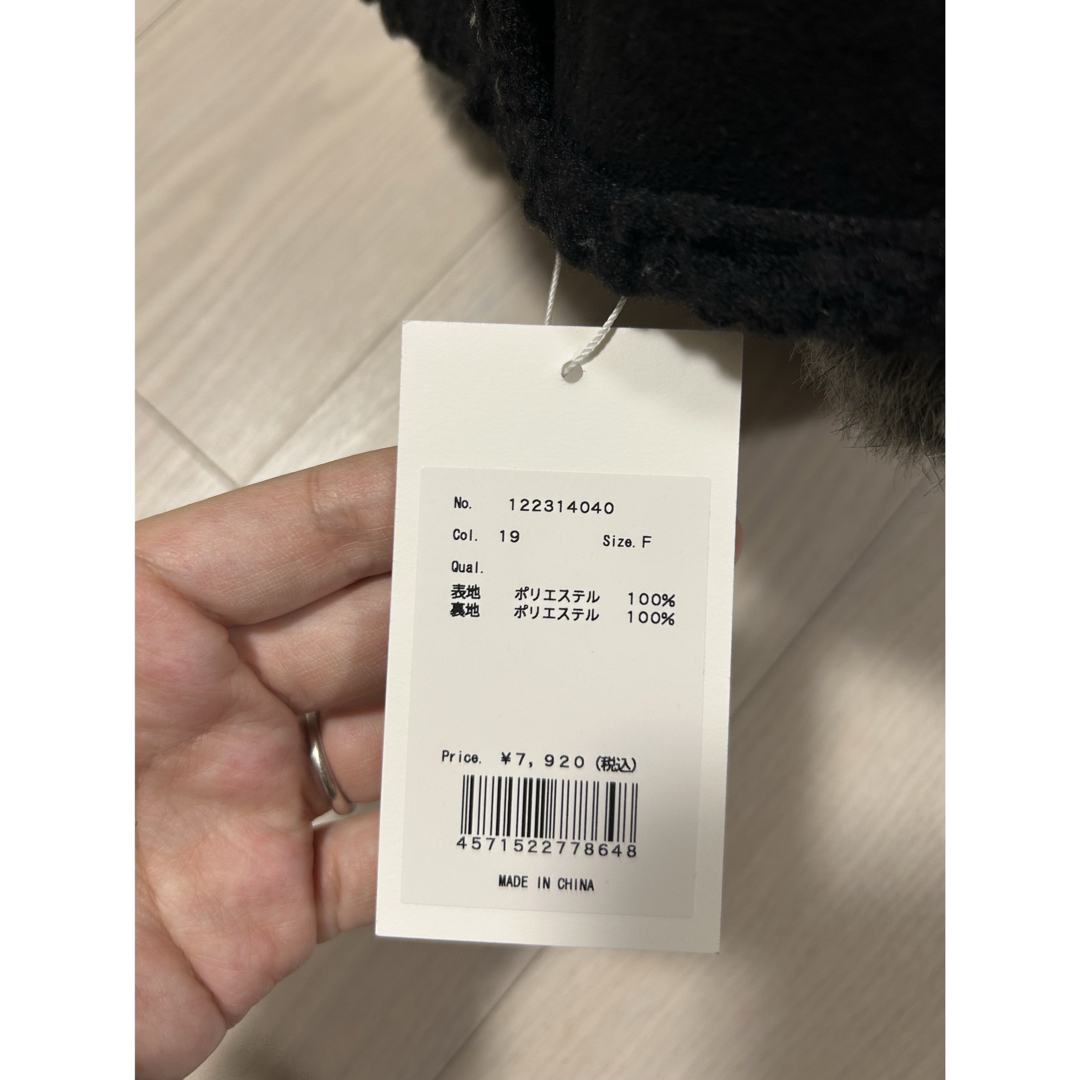 No. 122314040
Col. 19 Size. F
Qual.
表地 ポリエステル 100%
裏地 ポリエステル 100%
Price. ¥7,920(税込)
4571522778648
MADE IN CHINA